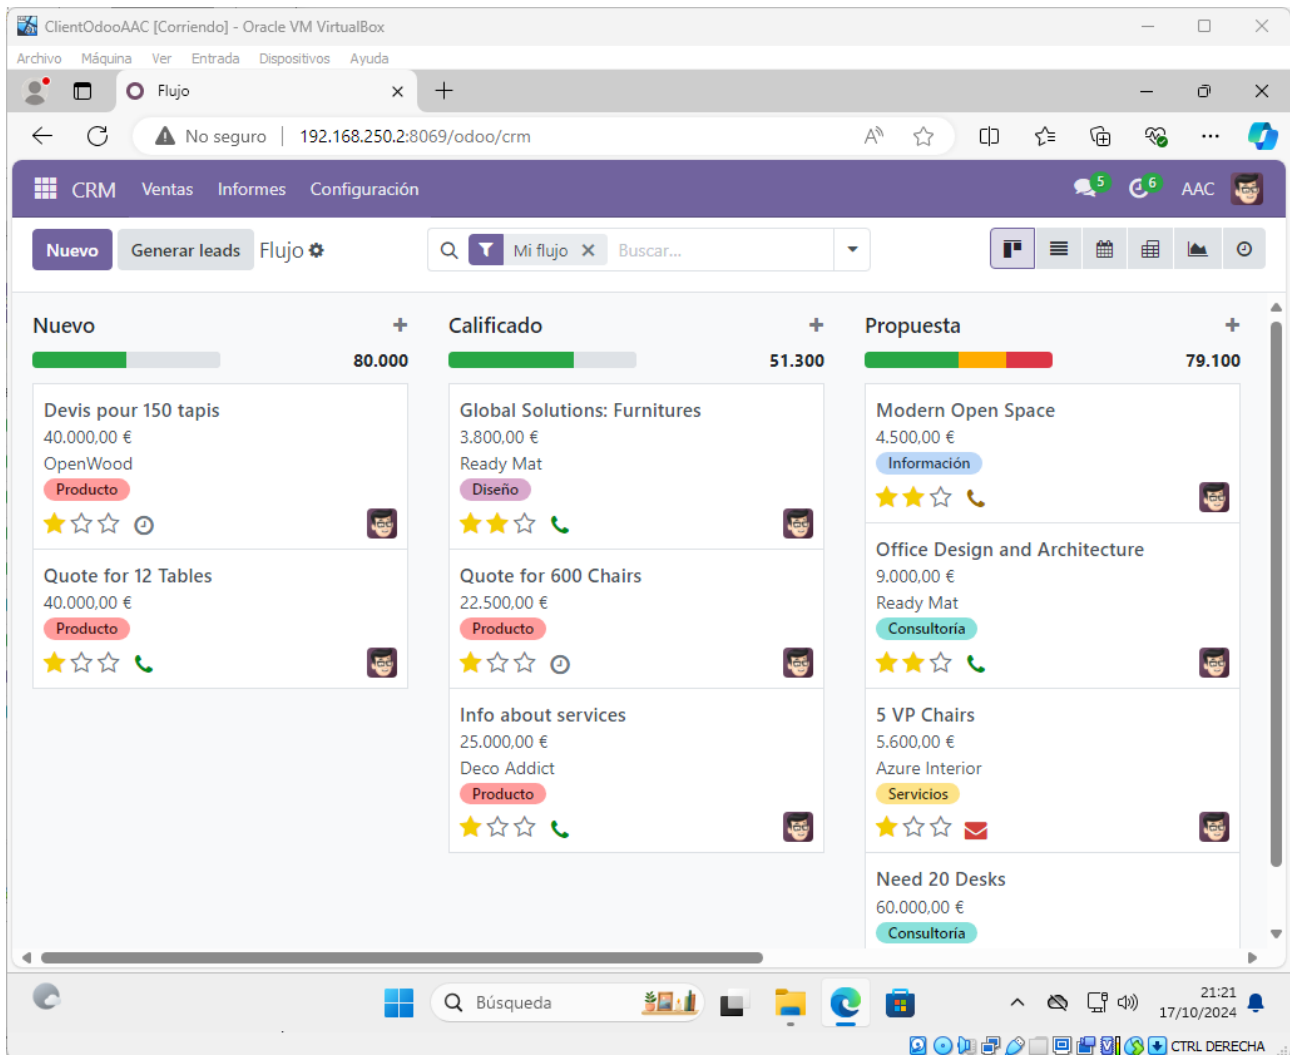 ClientOdooAAC [Corriendo] - Oracle VM VirtualBox
Archivo Máquina Ver Entrada Dispositivos Ayuda
Flujo
No seguro 192.168.250.2:8069/odoo/crm
CRM Ventas Informes Configuración 5 6 AAC
Nuevo Generar leads Flujo Mi flujo Buscar...
Nuevo
80.000
Devis pour 150 tapis
40.000,00 €
OpenWood
Producto
Quote for 12 Tables
40.000,00 €
Producto
Calificado
51.300
Global Solutions: Furnitures
3.800,00 €
Ready Mat
Diseño
Quote for 600 Chairs
22.500,00 €
Producto
Info about services
25.000,00 €
Deco Addict
Producto
Propuesta
79.100
Modern Open Space
4.500,00 €
Información
Office Design and Architecture
9.000,00 €
Ready Mat
Consultoría
5 VP Chairs
5.600,00 €
Azure Interior
Servicios
Need 20 Desks
60.000,00 €
Consultoría
Búsqueda
21:21
17/10/2024
CTRL DERECHA